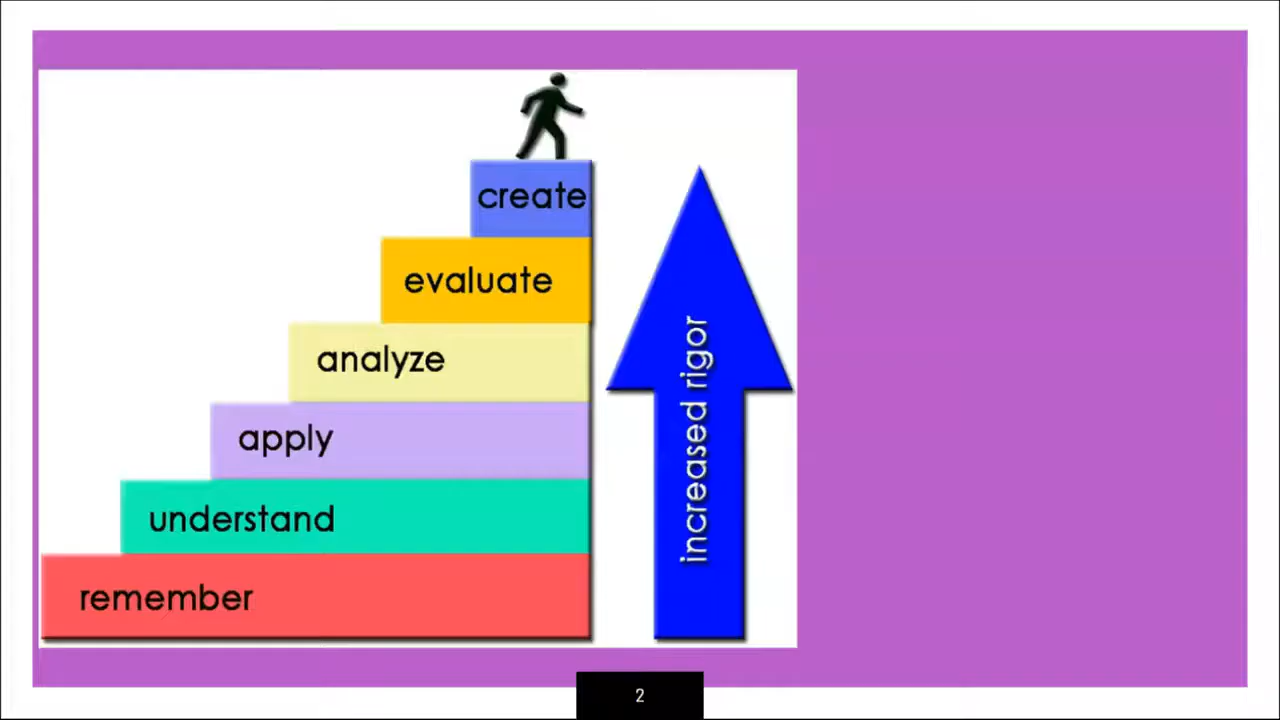 create
evaluate
analyze
apply
understand
remember
increased rigor
2